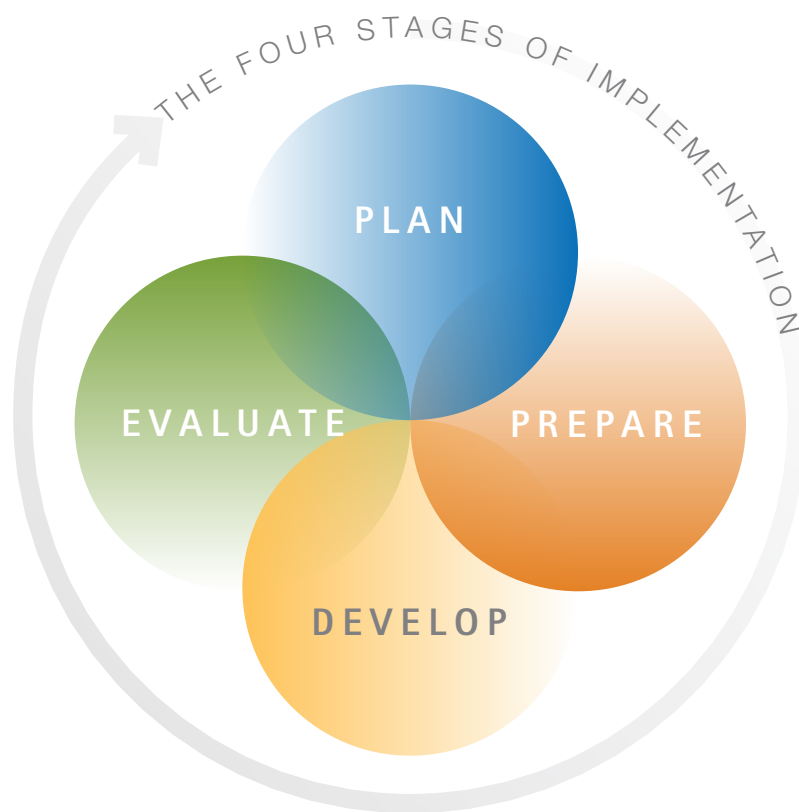 THE FOUR STAGES OF IMPLEMENTATION
PLAN
EVALUATE
PREPARE
DEVELOP